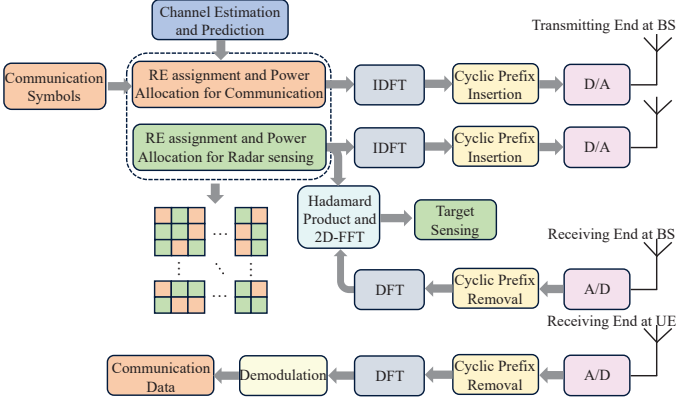 Channel Estimation
and Prediction
Transmitting End at BS
Communication
Symbols
RE assignment and Power
Allocation for Communication
IDFT
Cyclic Prefix
Insertion
D/A
RE assignment and Power
Allocation for Radar sensing
IDFT
Cyclic Prefix
Insertion
D/A
Hadamard
Product and
2D-FFT
Target
Sensing
Receiving End at BS
DFT
Cyclic Prefix
Removal
A/D
Receiving End at UE
Communication
Data
Demodulation
DFT
Cyclic Prefix
Removal
A/D